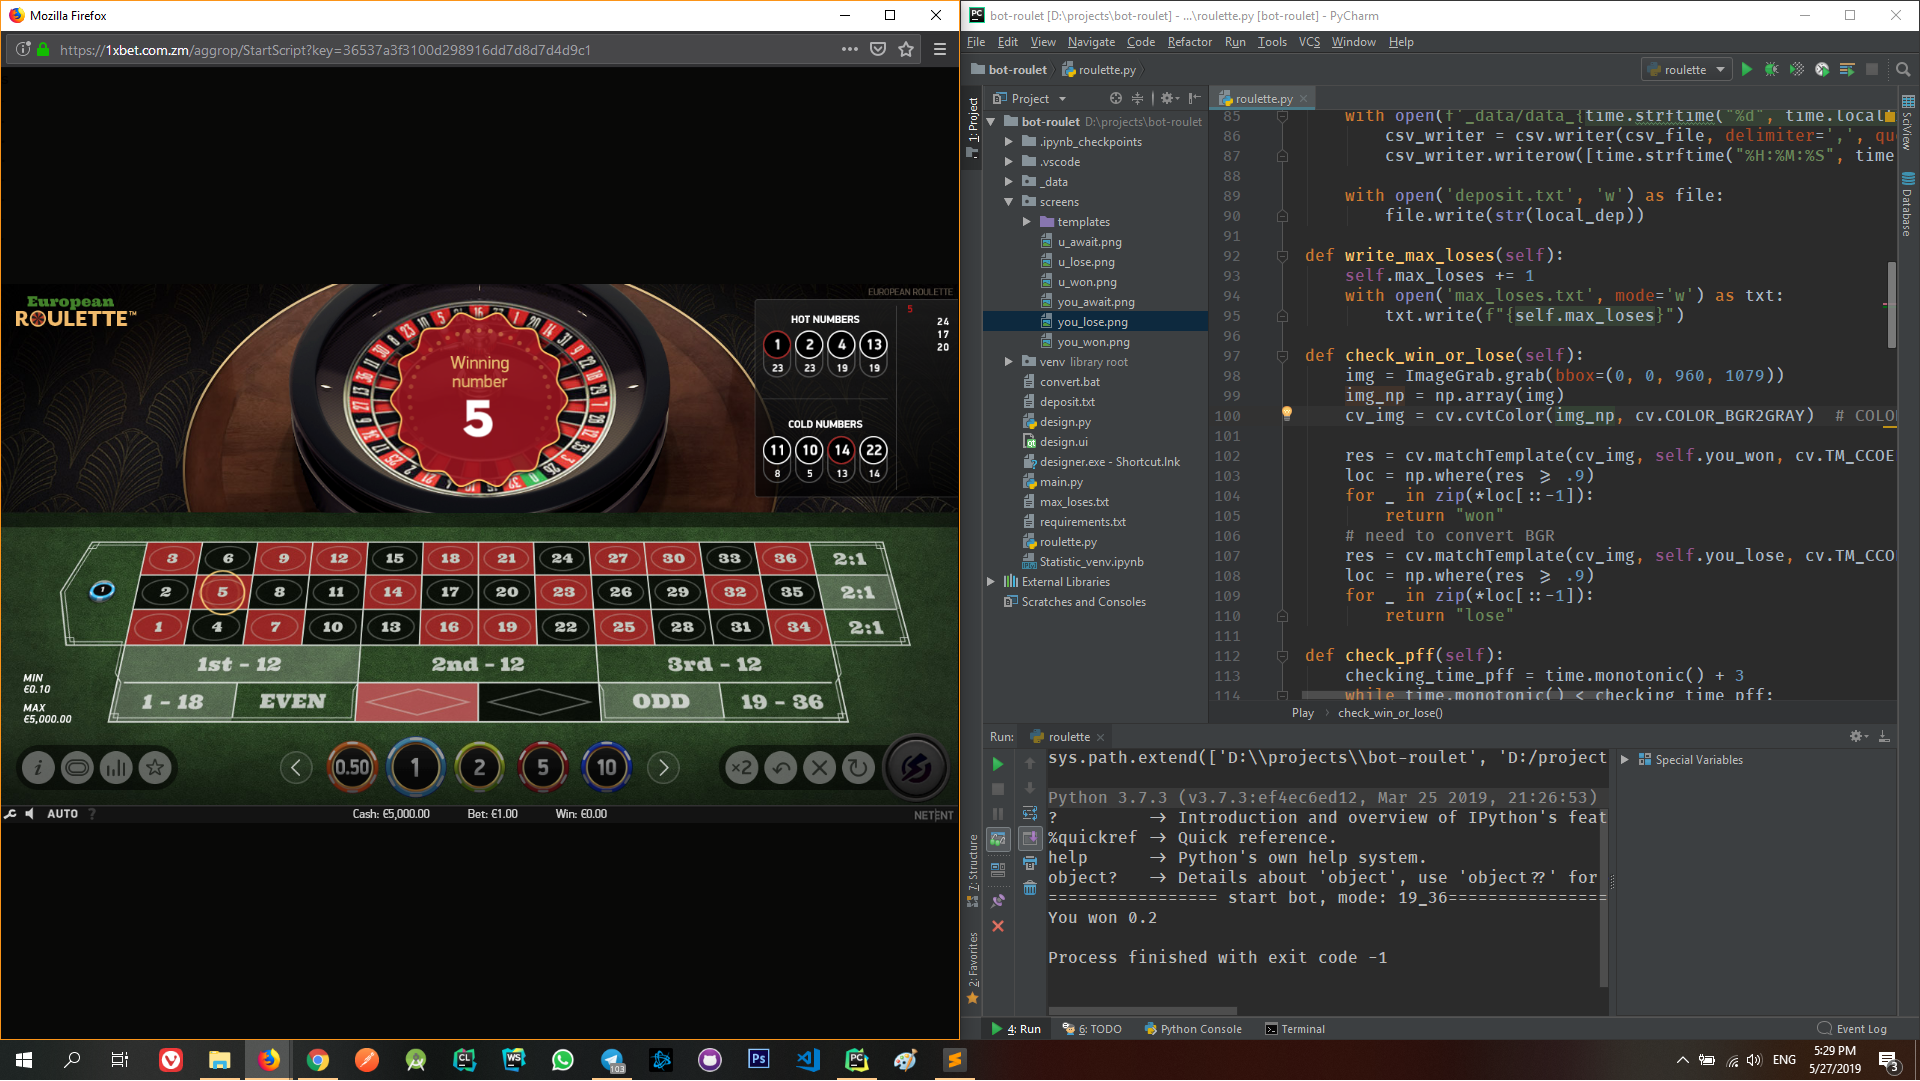 Mozilla Firefox
https://1xbet.com.zm/aggrop/StartScript?key=36537a3f3100d298916dd7d8d7d4d9c1
European
ROULETTE™
EUROPEAN ROULETTE
Winning
number
5
HOT NUMBERS
1 2 4 13
23 23 19 19
COLD NUMBERS
11 10 14 22
8 5 13 14
5
24
17
20
3 6 9 12 15 18 21 24 27 30 33 36 2:1
2 5 8 11 14 17 20 23 26 29 32 35 2:1
1 4 7 10 13 16 19 22 25 28 31 34 2:1
1st - 12 2nd - 12 3rd - 12
1 - 18 EVEN ODD 19 - 36
MIN
€0.10
MAX
€5,000.00
0.50 1 2 5 10 ×2
AUTO ? Cash: €5,000.00 Bet: €1.00 Win: €0.00 NETENT
bot-roulet [D:\projects\bot-roulet] - ...\roulette.py [bot-roulet] - PyCharm
File Edit View Navigate Code Refactor Run Tools VCS Window Help
bot-roulet roulette.py roulette
1: Project
Project
bot-roulet D:\projects\bot-roulet
.ipynb_checkpoints
.vscode
_data
screens
templates
u_await.png
u_lose.png
u_won.png
you_await.png
you_lose.png
you_won.png
venv library root
convert.bat
deposit.txt
design.py
design.ui
designer.exe - Shortcut.lnk
main.py
max_loses.txt
requirements.txt
roulette.py
Statistic_venv.ipynb
External Libraries
Scratches and Consoles
roulette.py
85 with open(f'_data/data_{time.strftime("%d", time.local
86 csv_writer = csv.writer(csv_file, delimiter=',', qu
87 csv_writer.writerow([time.strftime("%H:%M:%S", time
88
89 with open('deposit.txt', 'w') as file:
90 file.write(str(local_dep))
91
92 def write_max_loses(self):
93 self.max_loses += 1
94 with open('max_loses.txt', mode='w') as txt:
95 txt.write(f"{self.max_loses}")
96
97 def check_win_or_lose(self):
98 img = ImageGrab.grab(bbox=(0, 0, 960, 1079))
99 img_np = np.array(img)
100 cv_img = cv.cvtColor(img_np, cv.COLOR_BGR2GRAY) # COLO
101
102 res = cv.matchTemplate(cv_img, self.you_won, cv.TM_CCOE
103 loc = np.where(res >= .9)
104 for _ in zip(*loc[::-1]):
105 return "won"
106 # need to convert BGR
107 res = cv.matchTemplate(cv_img, self.you_lose, cv.TM_CCO
108 loc = np.where(res >= .9)
109 for _ in zip(*loc[::-1]):
110 return "lose"
111
112 def check_pff(self):
113 checking_time_pff = time.monotonic() + 3
114 while time.monotonic() < checking_time_pff:
Play › check_win_or_lose()
SciView
Database
Run: roulette
sys.path.extend(['D:\\projects\\bot-roulet', 'D:/project
Python 3.7.3 (v3.7.3:ef4ec6ed12, Mar 25 2019, 21:26:53)
? -> Introduction and overview of IPython's feat
%quickref -> Quick reference.
help -> Python's own help system.
object? -> Details about 'object', use 'object??' for
================= start bot, mode: 19_36================
You won 0.2
Process finished with exit code -1
Special Variables
7: Structure
2: Favorites
4: Run 6: TODO Python Console Terminal Event Log
CL WS 103 Ps PC
ENG
5:29 PM
5/27/2019
3